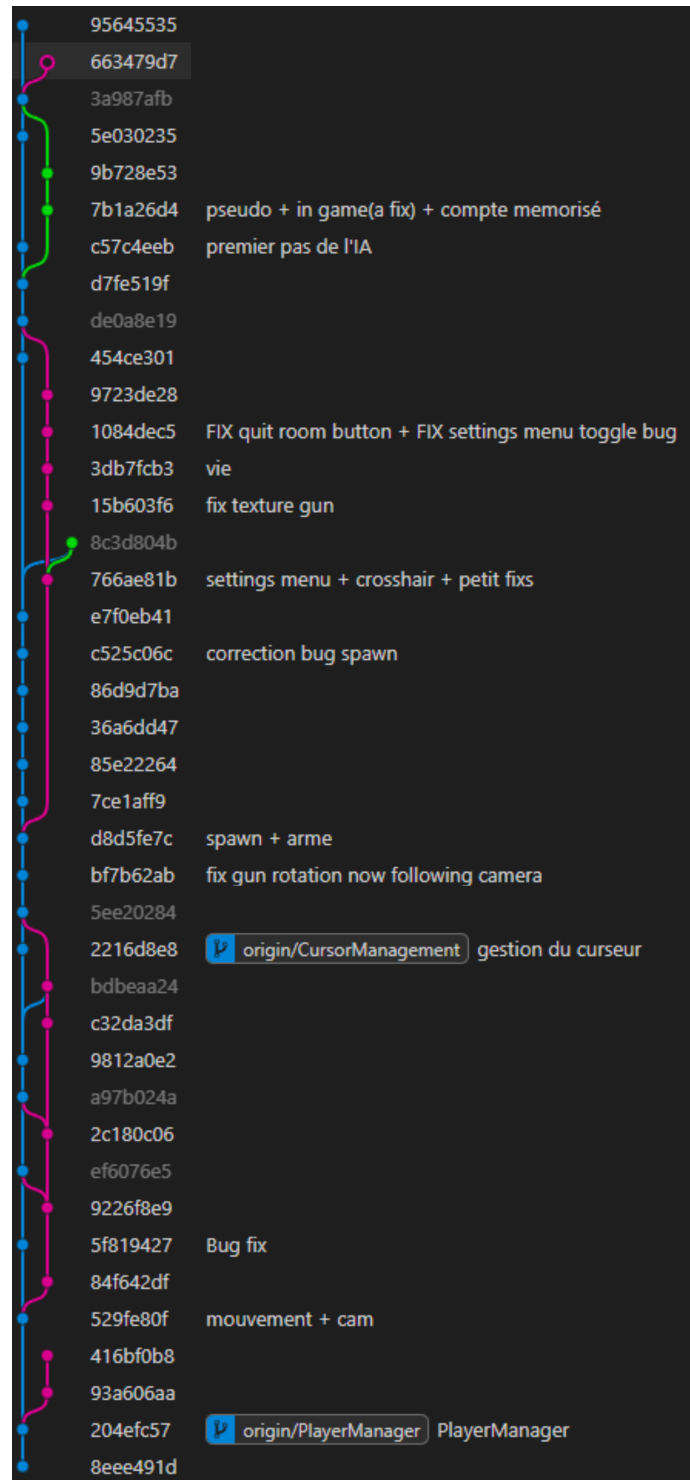 95645535
663479d7
3a987afb
5e030235
9b728e53
7b1a26d4 pseudo + in game(a fix) + compte memorisé
c57c4eeb premier pas de l'IA
d7fe519f
de0a8e19
454ce301
9723de28
1084dec5 FIX quit room button + FIX settings menu toggle bug
3db7fcb3 vie
15b603f6 fix texture gun
8c3d804b
766ae81b settings menu + crosshair + petit fixs
e7f0eb41
c525c06c correction bug spawn
86d9d7ba
36a6dd47
85e22264
7ce1aff9
d8d5fe7c spawn + arme
bf7b62ab fix gun rotation now following camera
5ee20284
2216d8e8 origin/CursorManagement gestion du curseur
bdbeaa24
c32da3df
9812a0e2
a97b024a
2c180c06
ef6076e5
9226f8e9
5f819427 Bug fix
84f642df
529fe80f mouvement + cam
416bf0b8
93a606aa
204efc57 origin/PlayerManager PlayerManager
8eee491d